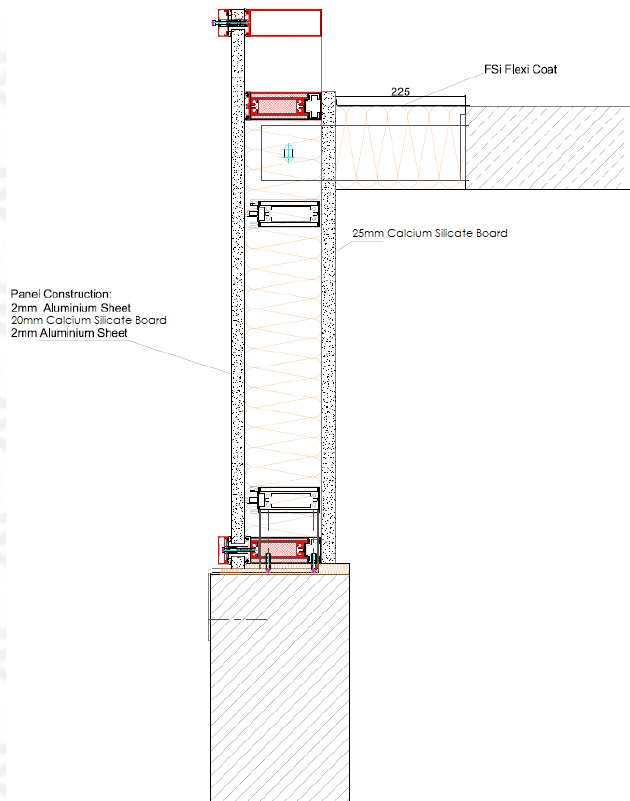 FSi Flexi Coat
225
25mm Calcium Silicate Board
Panel Construction:
2mm Aluminium Sheet
20mm Calcium Silicate Board
2mm Aluminium Sheet